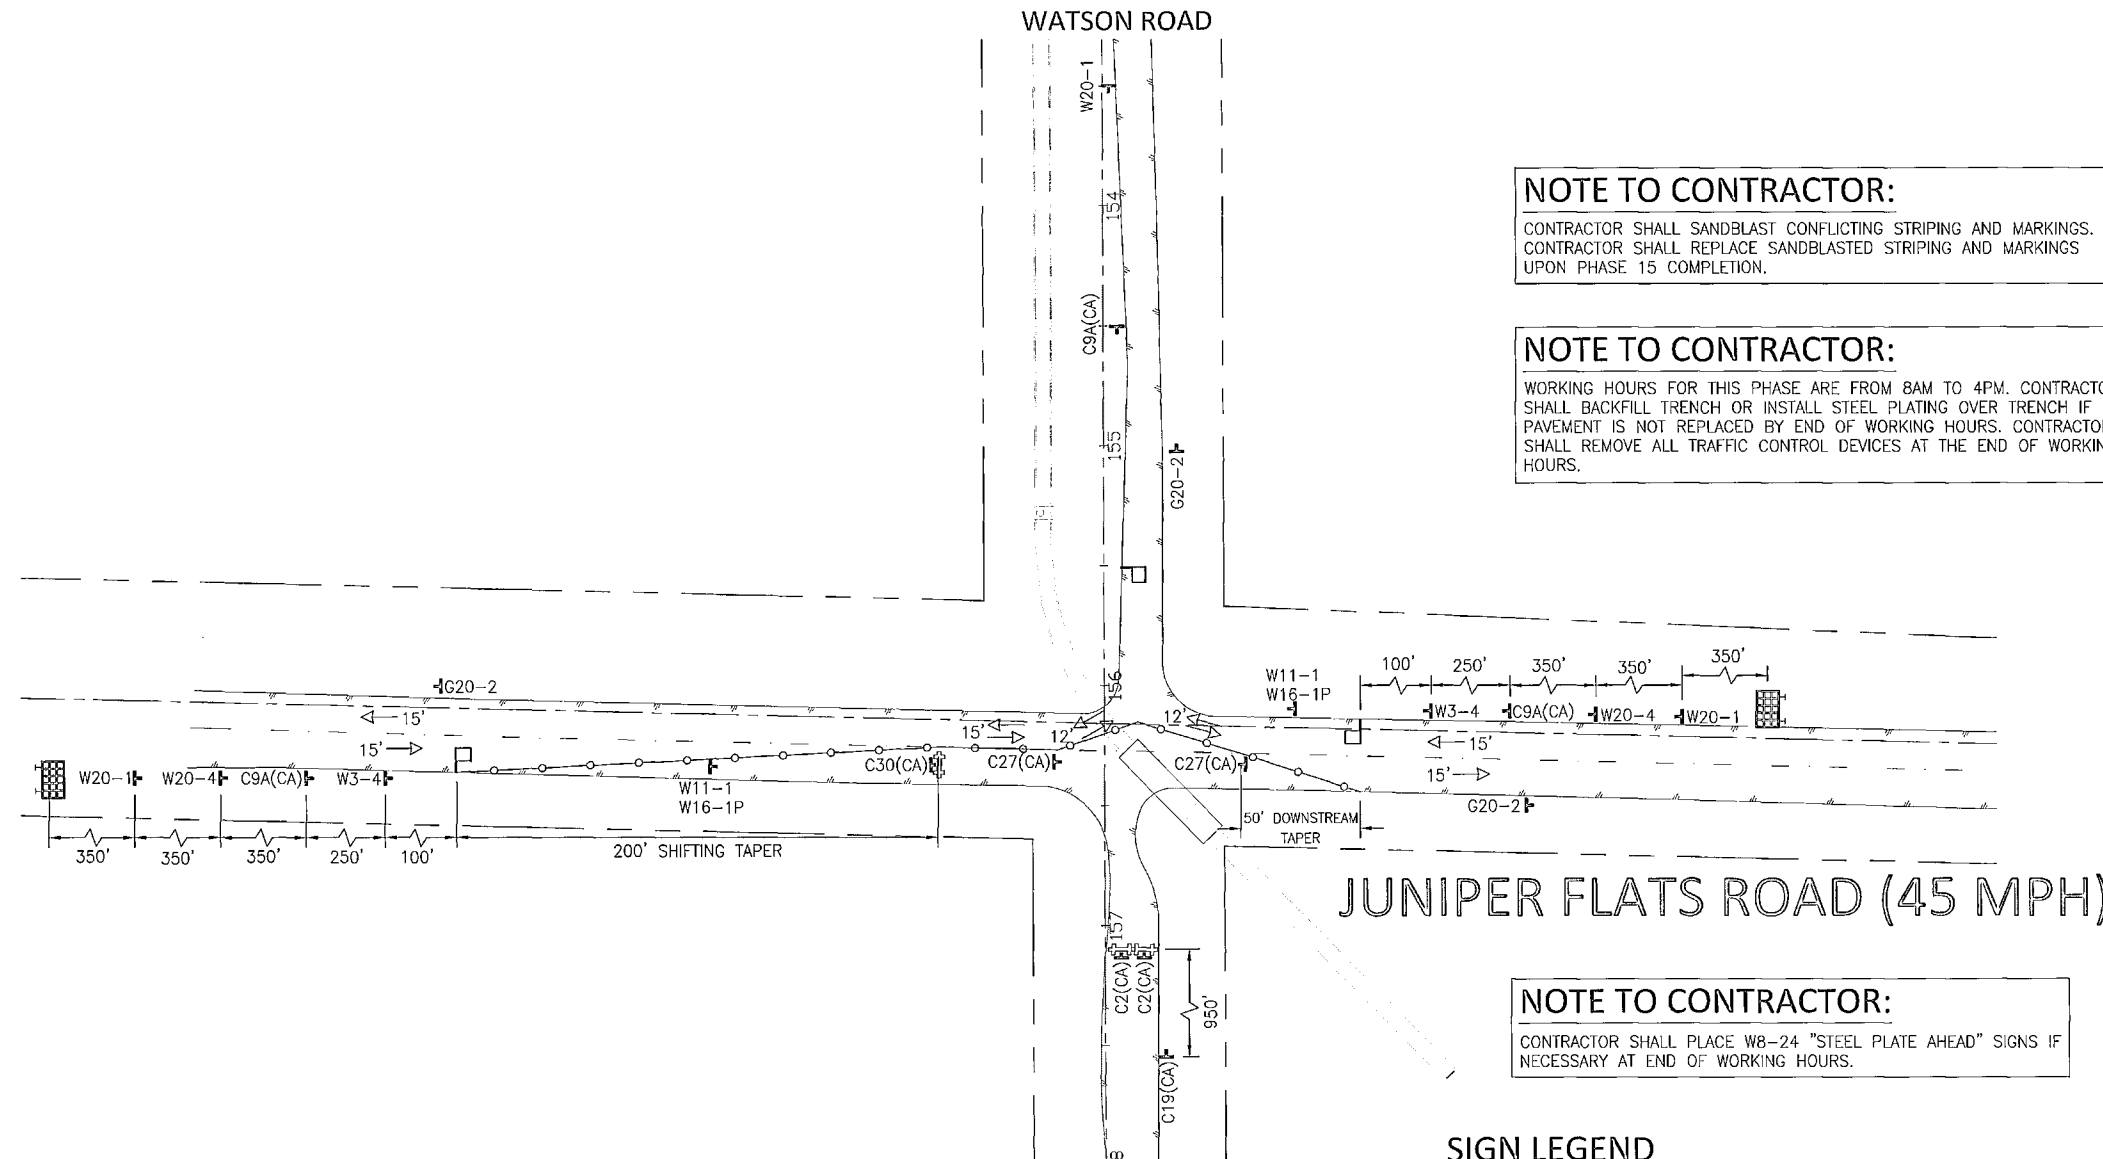 WATSON ROAD
W20-1
154
C9A(CA)
155
G20-2
NOTE TO CONTRACTOR:
CONTRACTOR SHALL SANDBLAST CONFLICTING STRIPING AND MARKINGS.
CONTRACTOR SHALL REPLACE SANDBLASTED STRIPING AND MARKINGS
UPON PHASE 15 COMPLETION.
NOTE TO CONTRACTOR:
WORKING HOURS FOR THIS PHASE ARE FROM 8AM TO 4PM. CONTRACTO
SHALL BACKFILL TRENCH OR INSTALL STEEL PLATING OVER TRENCH IF
PAVEMENT IS NOT REPLACED BY END OF WORKING HOURS. CONTRACTO
SHALL REMOVE ALL TRAFFIC CONTROL DEVICES AT THE END OF WORKIN
HOURS.
156
G20-2
15'
15'
15'
12'
12'
W11-1
W16-1P
100'
250'
350'
350'
350'
W3-4
C9A(CA)
W20-4
W20-1
15'
15'
W20-1
W20-4
C9A(CA)
W3-4
W11-1
W16-1P
C30(CA)
C27(CA)
C27(CA)
G20-2
350'
350'
350'
250'
100'
200' SHIFTING TAPER
50' DOWNSTREAM
TAPER
JUNIPER FLATS ROAD (45 MPH)
157
C2(CA)
C2(CA)
950'
C19(CA)
8
NOTE TO CONTRACTOR:
CONTRACTOR SHALL PLACE W8-24 "STEEL PLATE AHEAD" SIGNS IF
NECESSARY AT END OF WORKING HOURS.
SIGN LEGEND